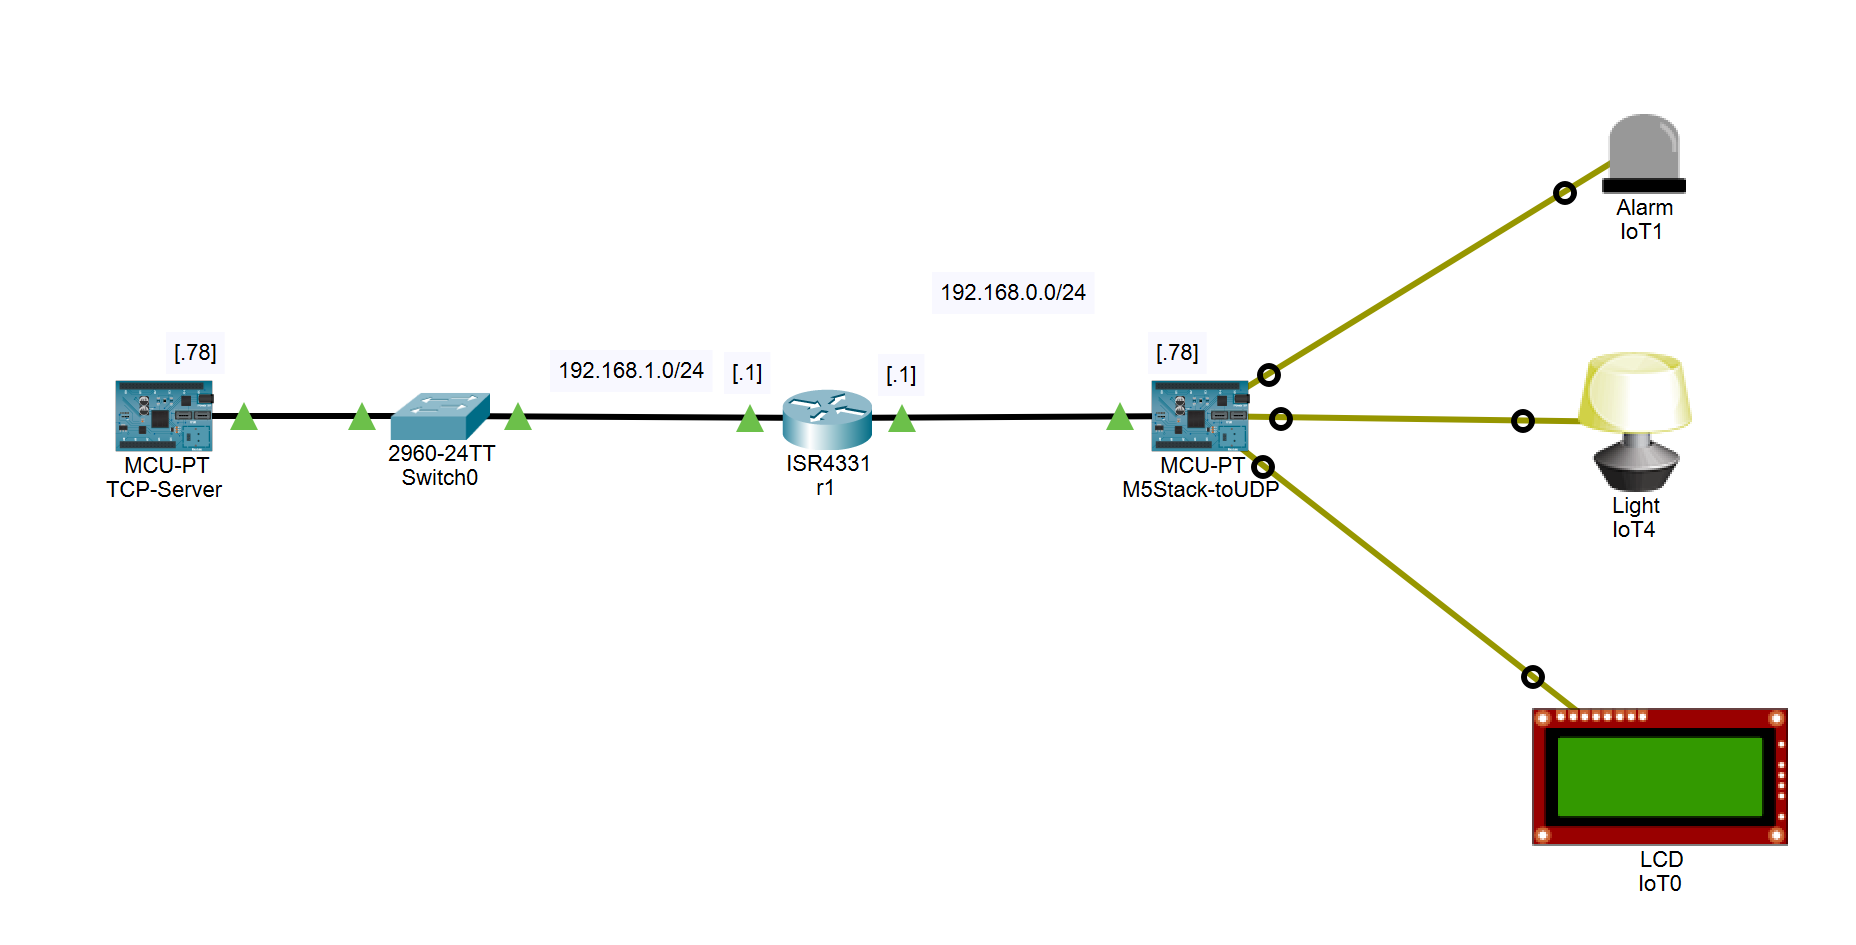 Alarm
IoT1
192.168.0.0/24
[.78]
192.168.1.0/24
[.1]
[.1]
[.78]
MCU-PT
TCP-Server
2960-24TT
Switch0
ISR4331
r1
MCU-PT
M5Stack-toUDP
Light
IoT4
LCD
IoT0